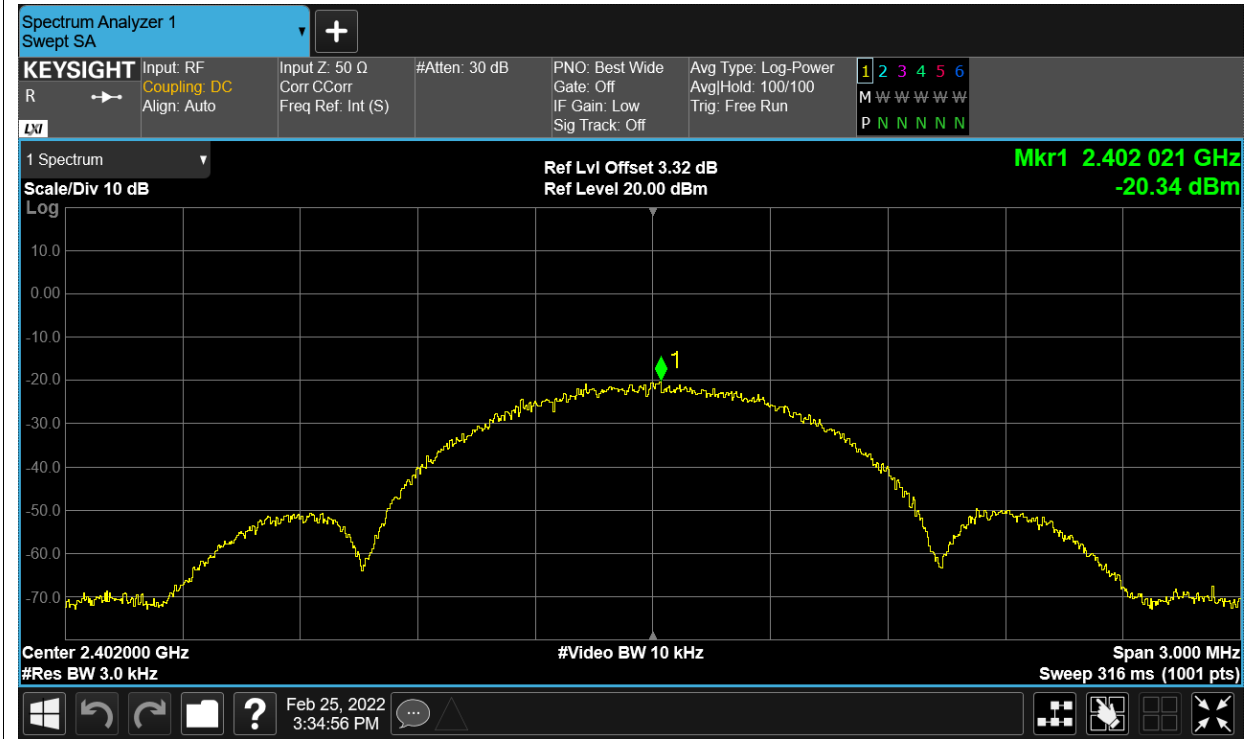 Spectrum Analyzer 1
Swept SA
+
KEYSIGHT Input: RF Input Z: 50 Ω #Atten: 30 dB PNO: Best Wide Avg Type: Log-Power 1 2 3 4 5 6
R Coupling: DC Corr CCorr Gate: Off Avg|Hold: 100/100 M W W W W W W
Align: Auto Freq Ref: Int (S) IF Gain: Low Trig: Free Run
LXI Sig Track: Off P N N N N N N
1 Spectrum
Ref Lvl Offset 3.32 dB
Mkr1 2.402 021 GHz
Scale/Div 10 dB Ref Level 20.00 dBm -20.34 dBm
Log
10.0
0.00
-10.0
1
-20.0
-30.0
-40.0
-50.0
-60.0
-70.0
Center 2.402000 GHz #Video BW 10 kHz Span 3.000 MHz
#Res BW 3.0 kHz Sweep 316 ms (1001 pts)
? Feb 25, 2022
3:34:56 PM